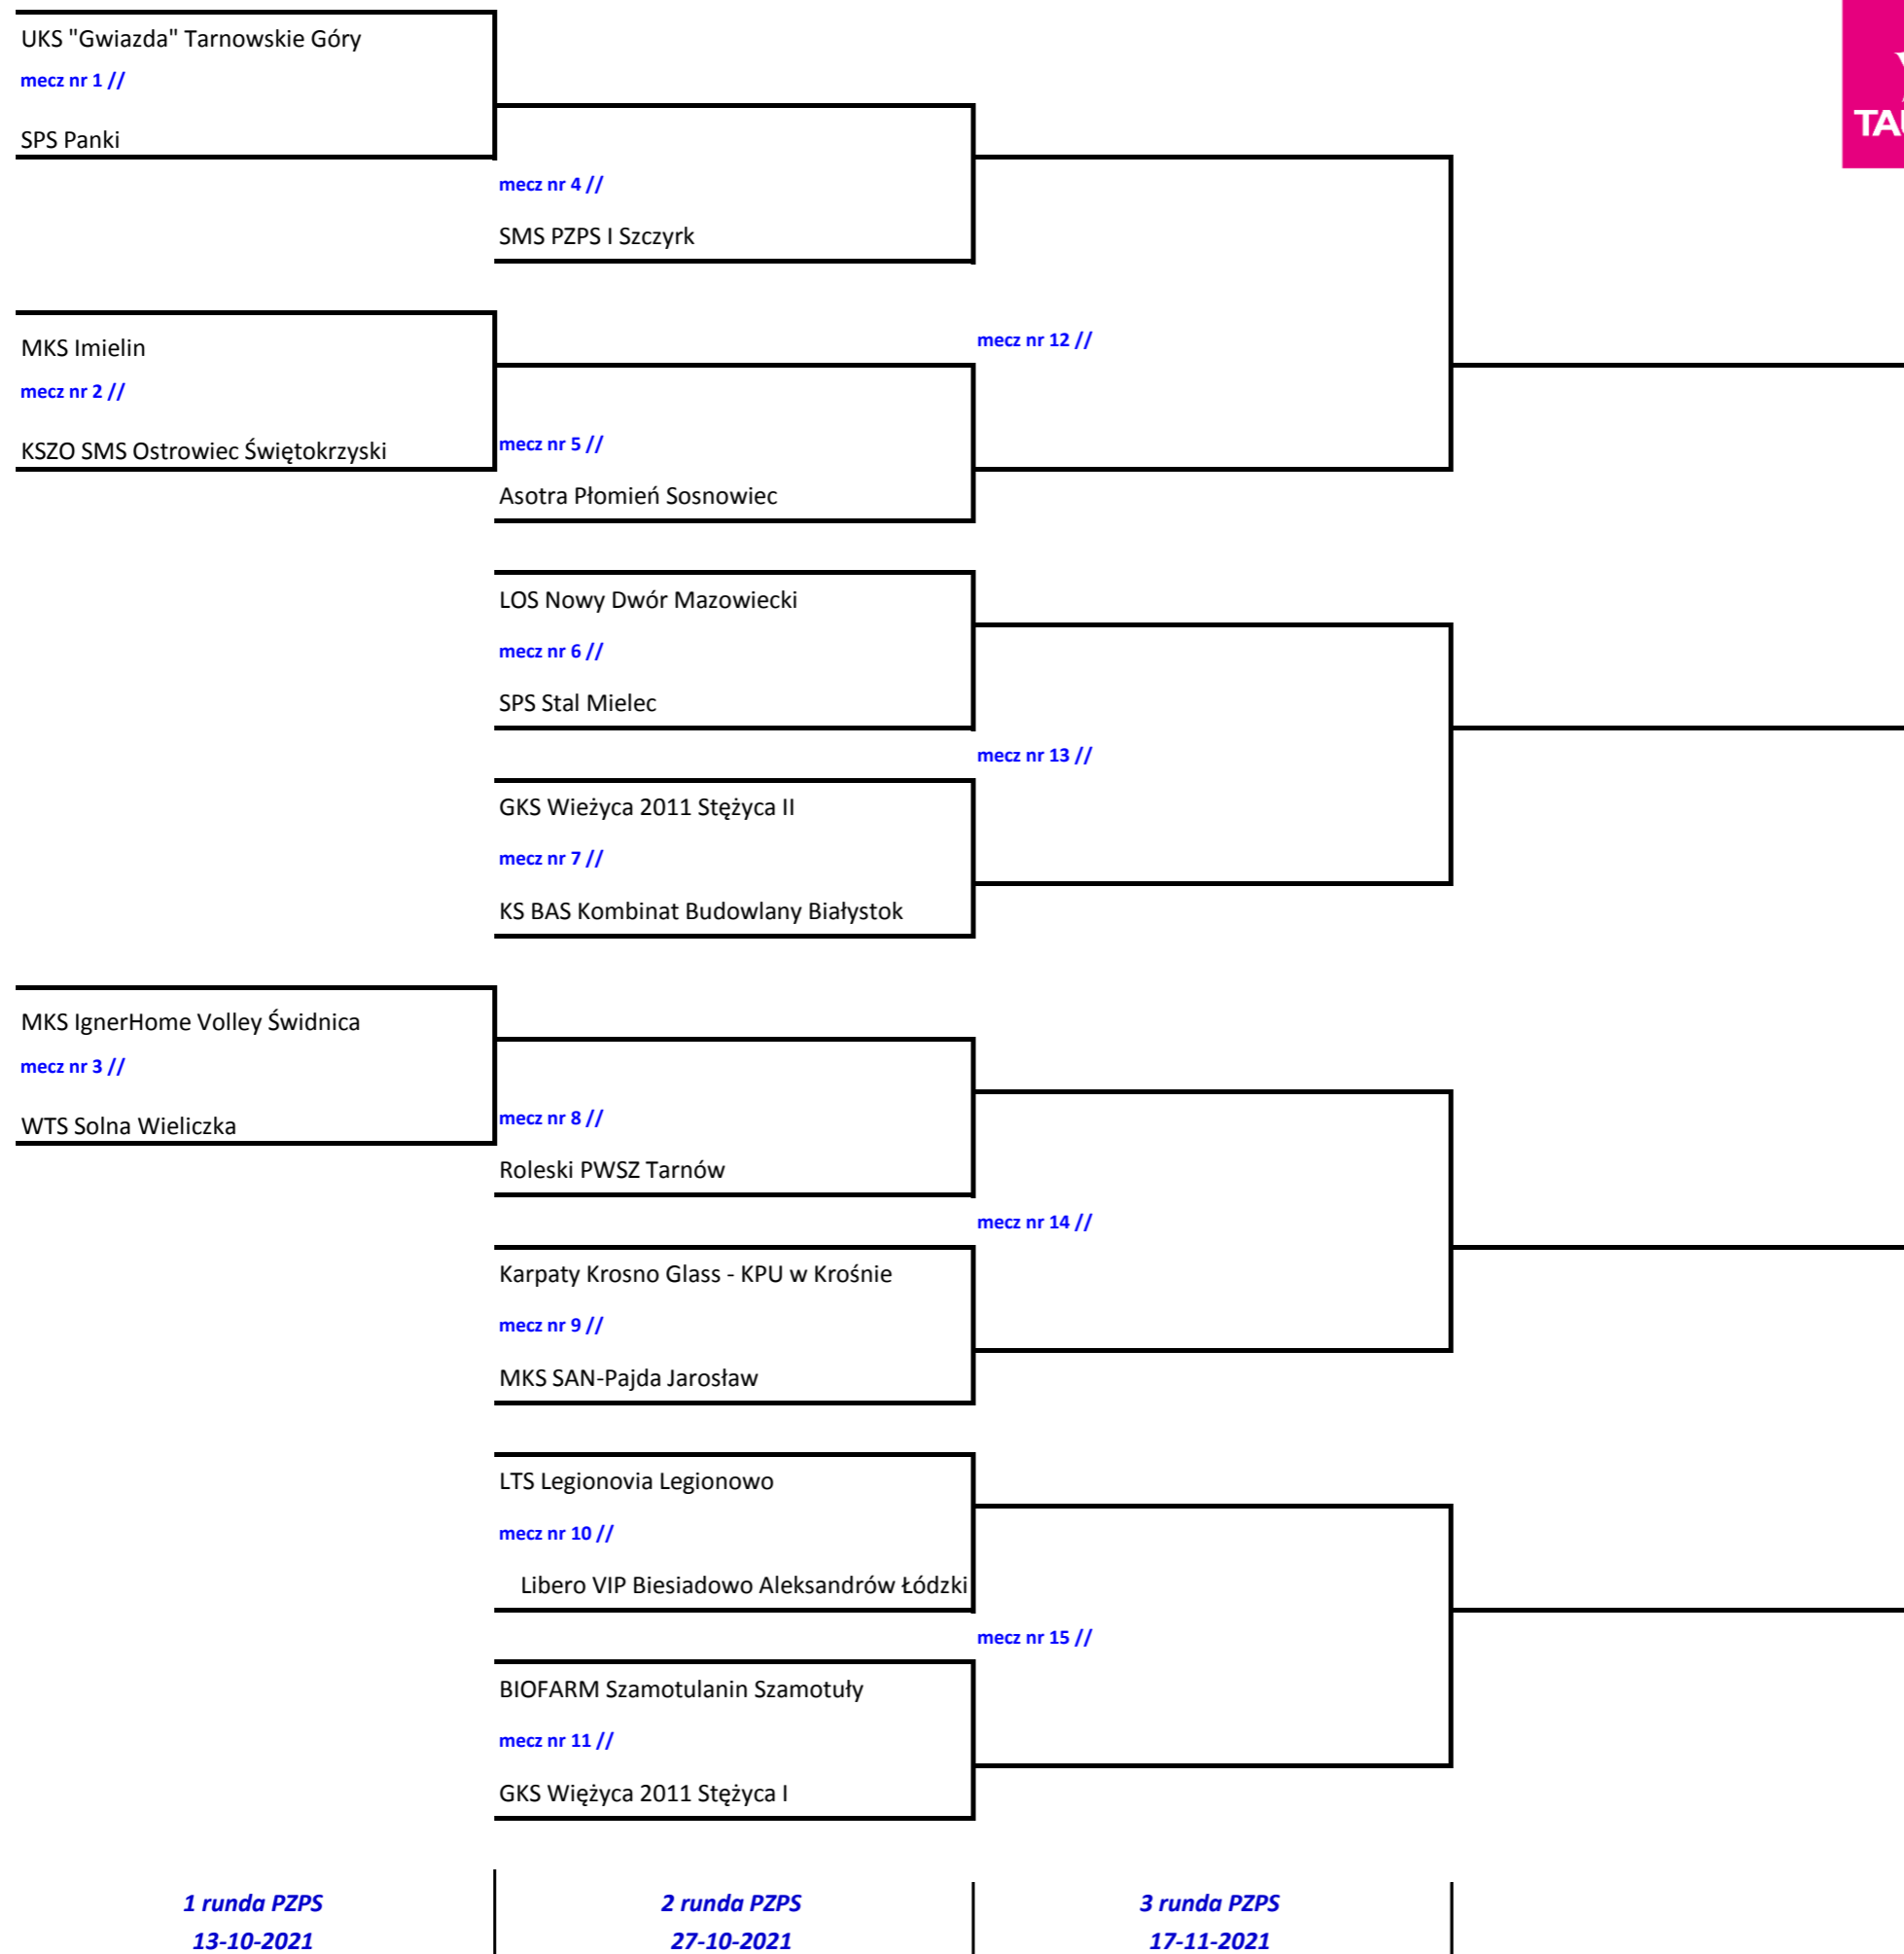 UKS "Gwiazda" Tarnowskie Góry
mecz nr 1 //
SPS Panki
mecz nr 4 //
SMS PZPS I Szczyrk
MKS Imielin
mecz nr 2 //
KSZO SMS Ostrowiec Świętokrzyski
mecz nr 5 //
Asotra Płomień Sosnowiec
mecz nr 12 //
LOS Nowy Dwór Mazowiecki
mecz nr 6 //
SPS Stal Mielec
mecz nr 13 //
GKS Wieżyca 2011 Stężyca II
mecz nr 7 //
KS BAS Kombinat Budowlany Białystok
MKS IgnerHome Volley Świdnica
mecz nr 3 //
WTS Solna Wieliczka
mecz nr 8 //
Roleski PWSZ Tarnów
mecz nr 14 //
Karpaty Krosno Glass - KPU w Krośnie
mecz nr 9 //
MKS SAN-Pajda Jarosław
LTS Legionovia Legionowo
mecz nr 10 //
Libero VIP Biesiadowo Aleksandrów Łódzki
mecz nr 15 //
BIOFARM Szamotulanin Szamotuły
mecz nr 11 //
GKS Więżyca 2011 Stężyca I
1 runda PZPS
13-10-2021
2 runda PZPS
27-10-2021
3 runda PZPS
17-11-2021